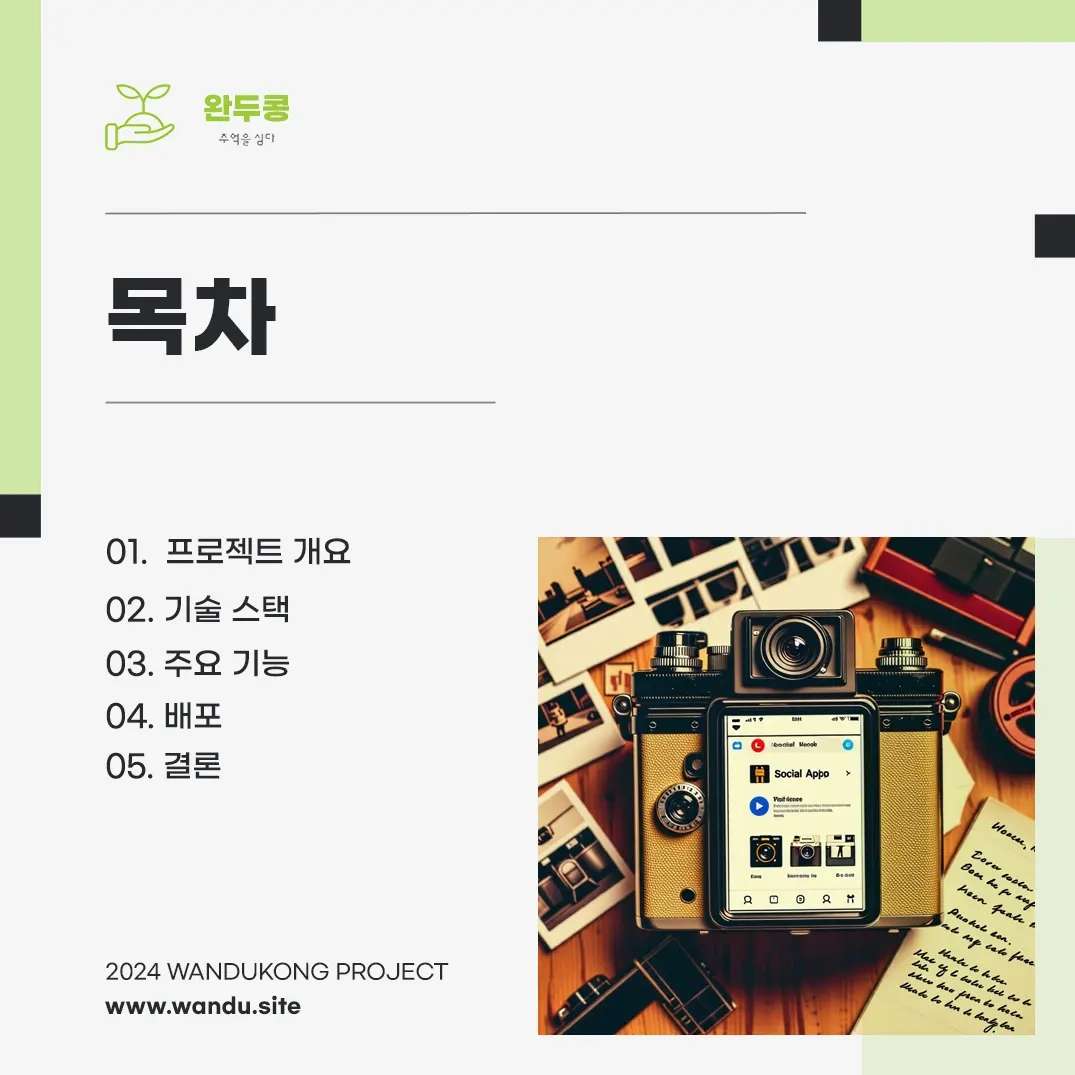 완두콩
추억을 심다
목차
01. 프로젝트 개요
02. 기술 스택
03. 주요 기능
04. 배포
05. 결론
Social Appo
2024 WANDUKONG PROJECT
www.wandu.site